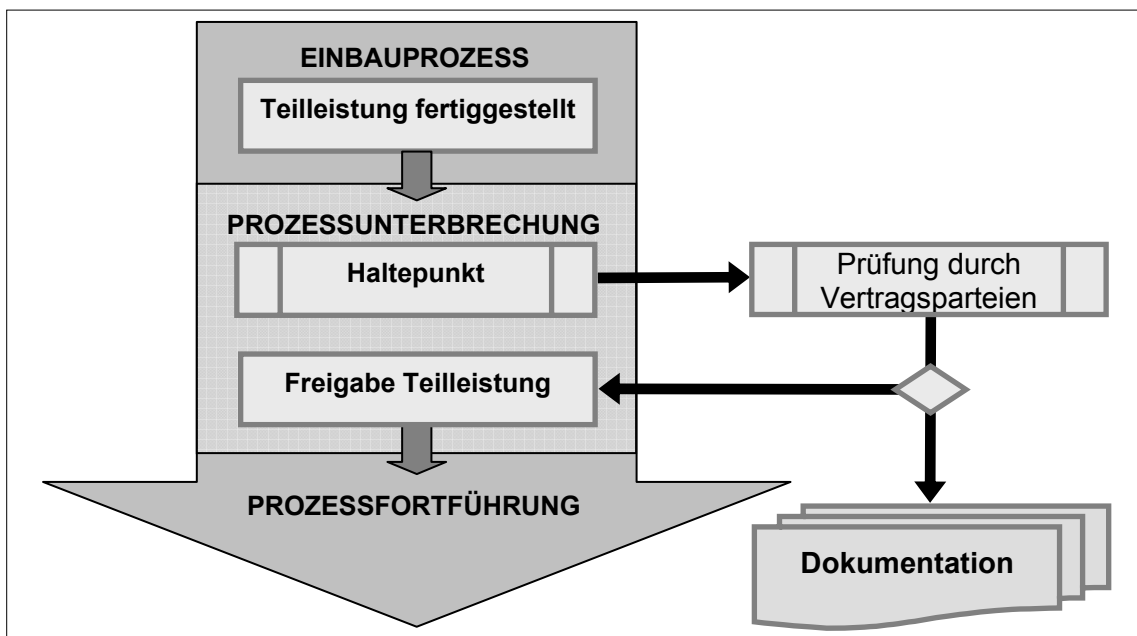 EINBAUPROZESS
Teilleistung fertiggestellt
PROZESSUNTERBRECHUNG
Haltepunkt
Prüfung durch
Vertragsparteien
Freigabe Teilleistung
PROZESSFORTFÜHRUNG
Dokumentation